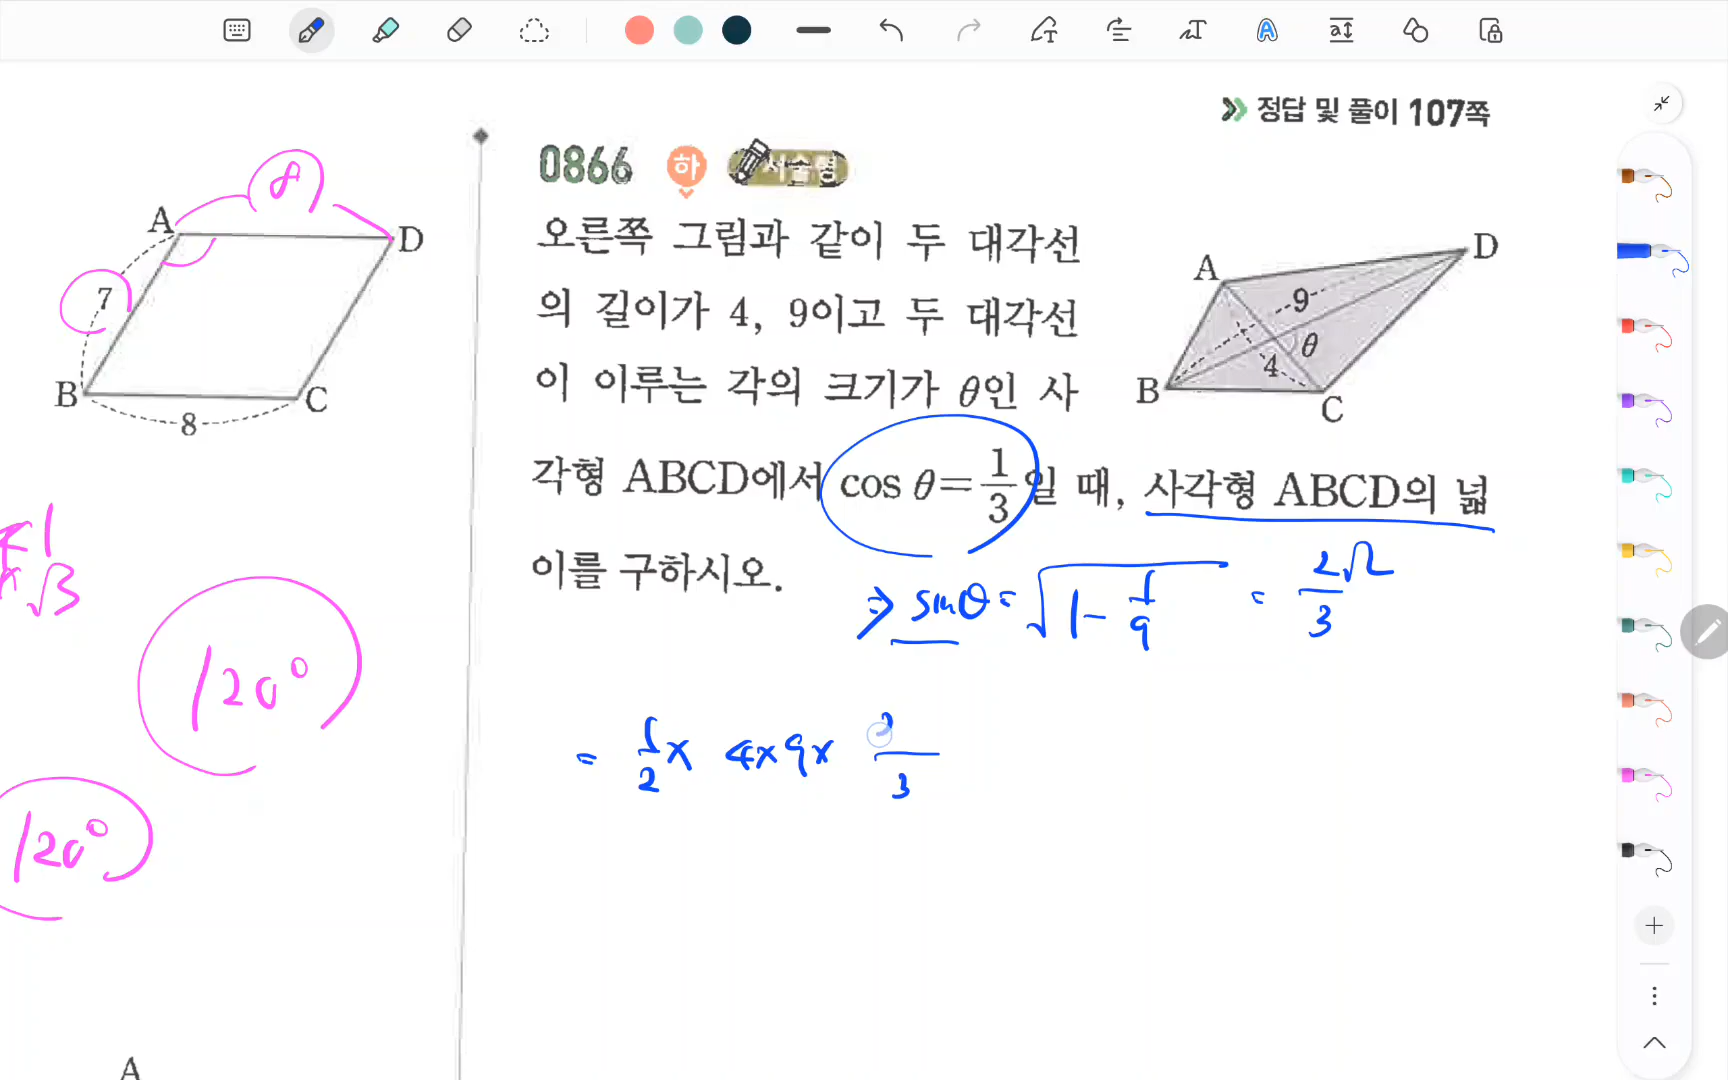 정답 및 풀이 107쪽
0866 하 서술형
오른쪽 그림과 같이 두 대각선
의 길이가 4, 9이고 두 대각선
이 이루는 각의 크기가 θ인 사
각형 ABCD에서 cos θ=1/3일 때, 사각형 ABCD의 넓
이를 구하시오.
A
D
9
θ
4
B
C
⇒ sinθ = √(1 - 1/9) = 2√2/3
= 1/2 × 4×9×
3
8
A
D
7
B
C
8
√3
120°
120°
A